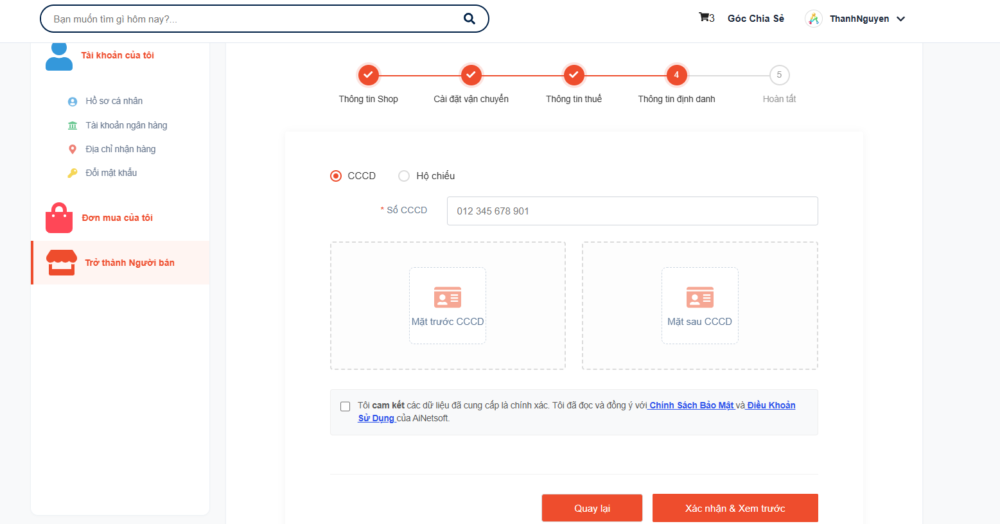 Bạn muốn tìm gì hôm nay?...
3
Góc Chia Sẻ
ThanhNguyen
Tài khoản của tôi
Hồ sơ cá nhân
Tài khoản ngân hàng
Địa chỉ nhận hàng
Đổi mật khẩu
Đơn mua của tôi
Trở thành Người bán
4
5
Thông tin Shop
Cài đặt vận chuyển
Thông tin thuế
Thông tin định danh
Hoàn tất
CCCD
Hộ chiếu
* Số CCCD
012 345 678 901
Mặt trước CCCD
Mặt sau CCCD
Tôi cam kết các dữ liệu đã cung cấp là chính xác. Tôi đã đọc và đồng ý với Chính Sách Bảo Mật và Điều Khoản
Sử Dụng của AiNetsoft.
Quay lại
Xác nhận & Xem trước